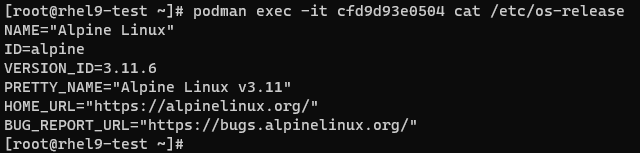 [root@rhel9-test ~]# podman exec -it cfd9d93e0504 cat /etc/os-release
NAME="Alpine Linux"
ID=alpine
VERSION_ID=3.11.6
PRETTY_NAME="Alpine Linux v3.11"
HOME_URL="https://alpinelinux.org/"
BUG_REPORT_URL="https://bugs.alpinelinux.org/"
[root@rhel9-test ~]#